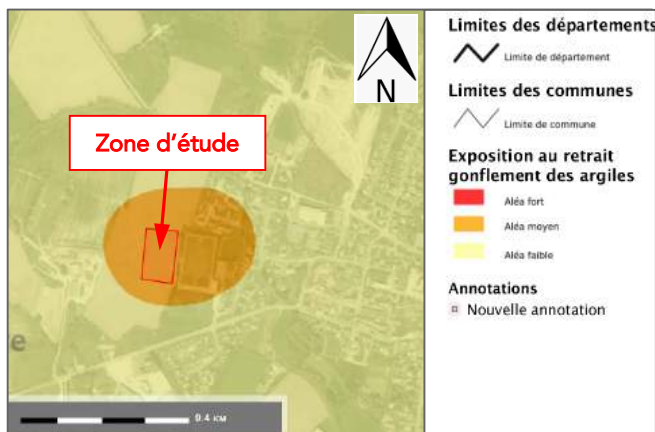 N
Zone d'étude
e
0.4 KM
Limites des départements
Limite de département
Limites des communes
Limite de commune
Exposition au retrait
gonflement des argiles
Aléa fort
Aléa moyen
Aléa faible
Annotations
Nouvelle annotation